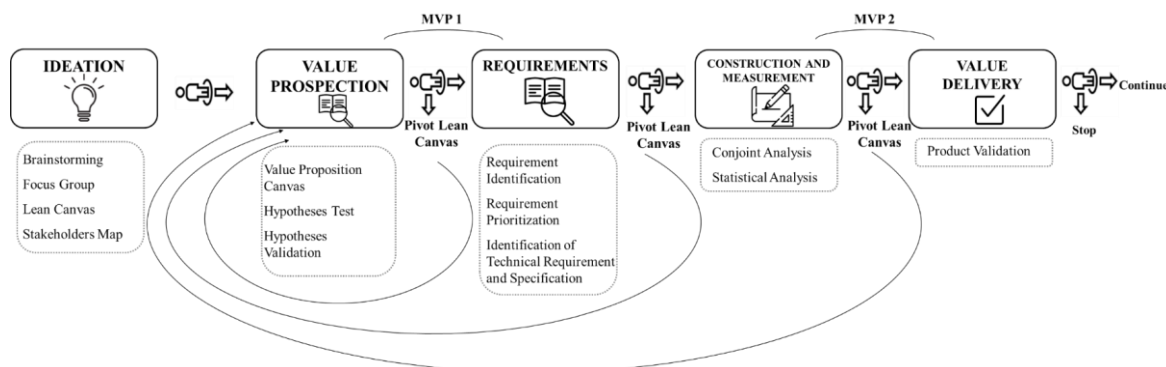 MVP 1
MVP 2
IDEATION
VALUE
PROSPECTION
REQUIREMENTS
CONSTRUCTION AND
MEASUREMENT
VALUE
DELIVERY
Continue
Stop
Pivot Lean
Canvas
Pivot Lean
Canvas
Pivot Lean
Canvas
Brainstorming
Focus Group
Lean Canvas
Stakeholders Map
Value Proposition
Canvas
Hypotheses Test
Hypotheses
Validation
Requirement
Identification
Requirement
Prioritization
Identification of
Technical Requirement
and Specification
Conjoint Analysis
Statistical Analysis
Product Validation